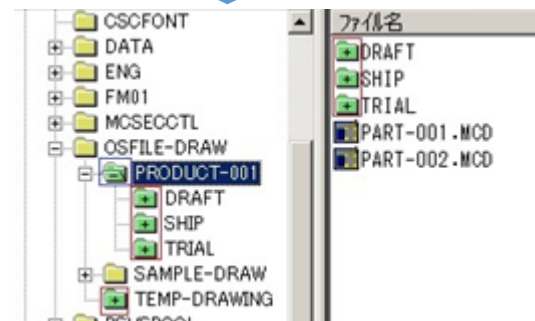 CSCFONT
DATA
ENG
FM01
MCSECCTL
OSFILE-DRAW
PRODUCT-001
DRAFT
SHIP
TRIAL
SAMPLE-DRAW
TEMP-DRAWING
ファイル名
DRAFT
SHIP
TRIAL
PART-001.MCD
PART-002.MCD